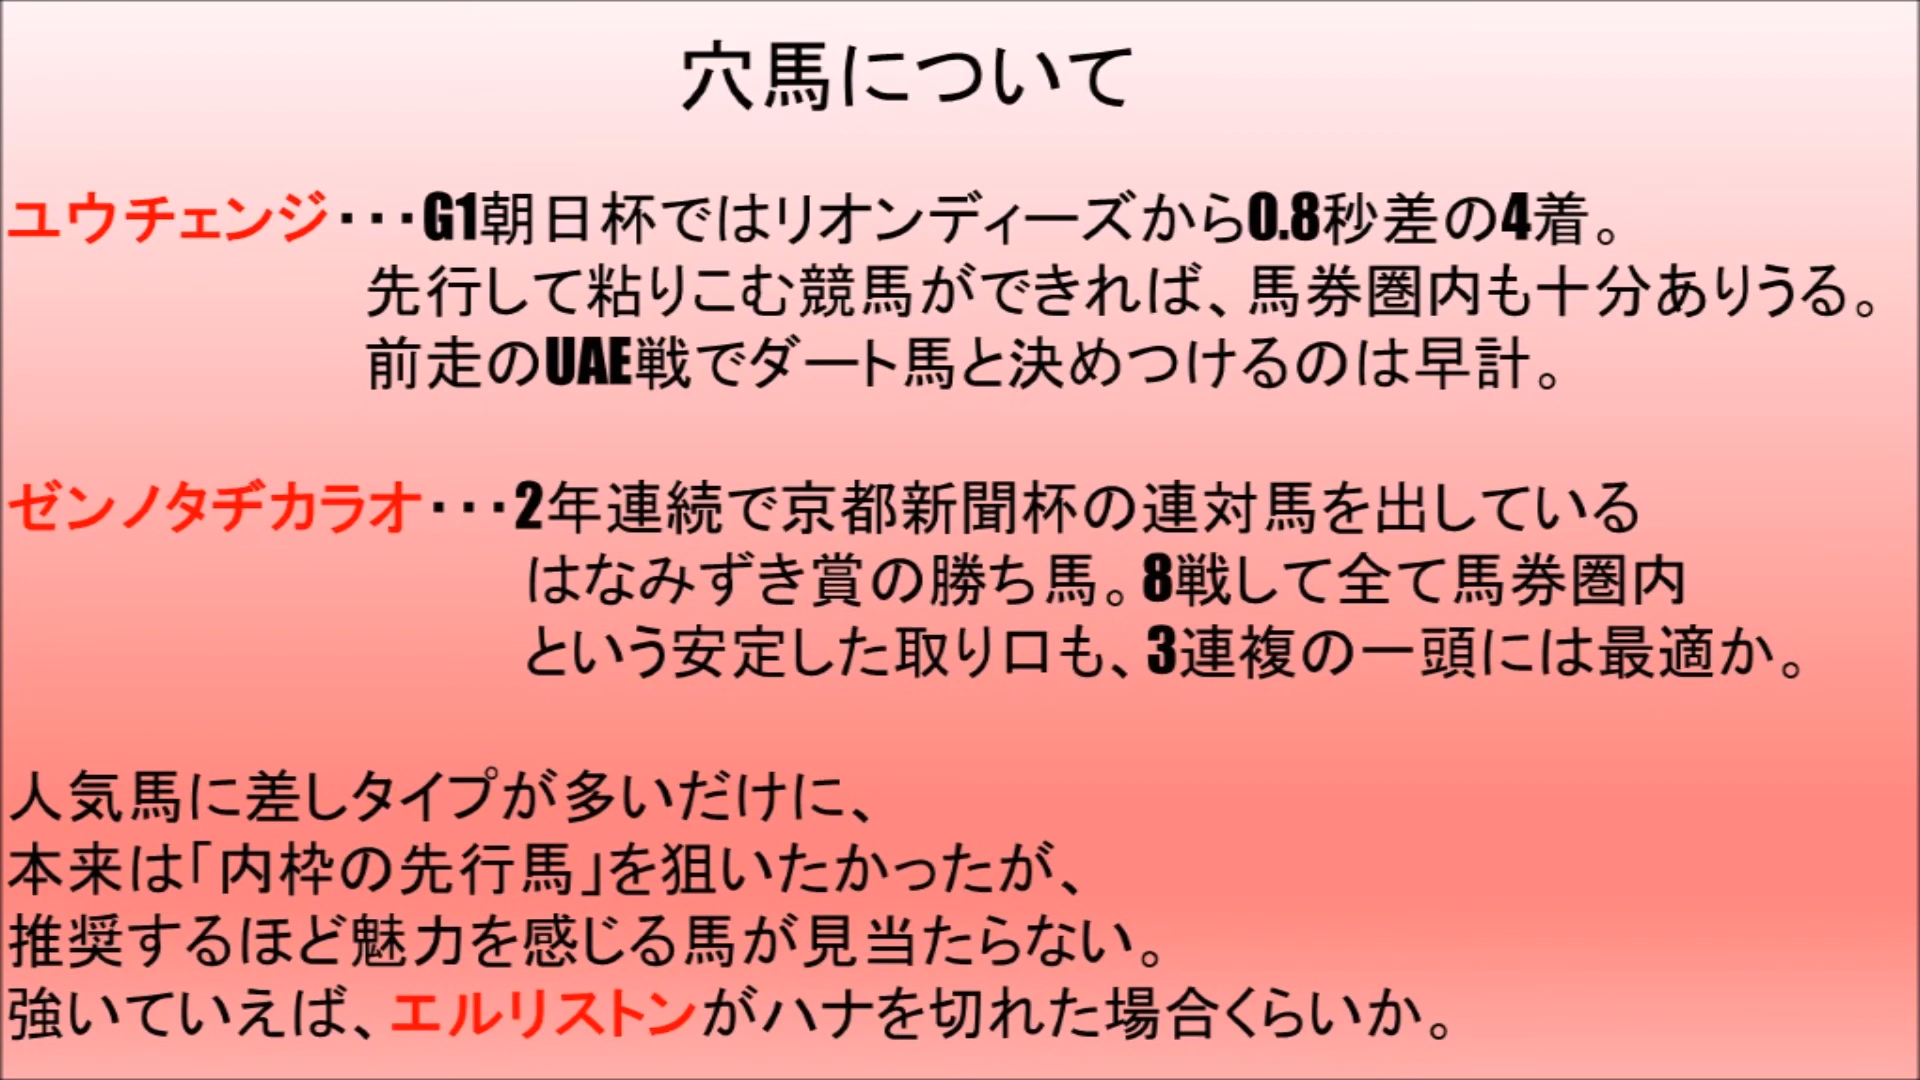 穴馬について
ユウチェンジ・・・G1朝日杯ではリオンディーズから0.8秒差の4着。
先行して粘りこむ競馬ができれば、馬券圏内も十分ありうる。
前走のUAE戦でダート馬と決めつけるのは早計。
ゼンノタヂカラオ・・・2年連続で京都新聞杯の連対馬を出している
はなみずき賞の勝ち馬。8戦して全て馬券圏内
という安定した取り口も、3連複の一頭には最適か。
人気馬に差しタイプが多いだけに、
本来は「内枠の先行馬」を狙いたかったが、
推奨するほど魅力を感じる馬が見当たらない。
強いていえば、エルリストンがハナを切れた場合くらいか。